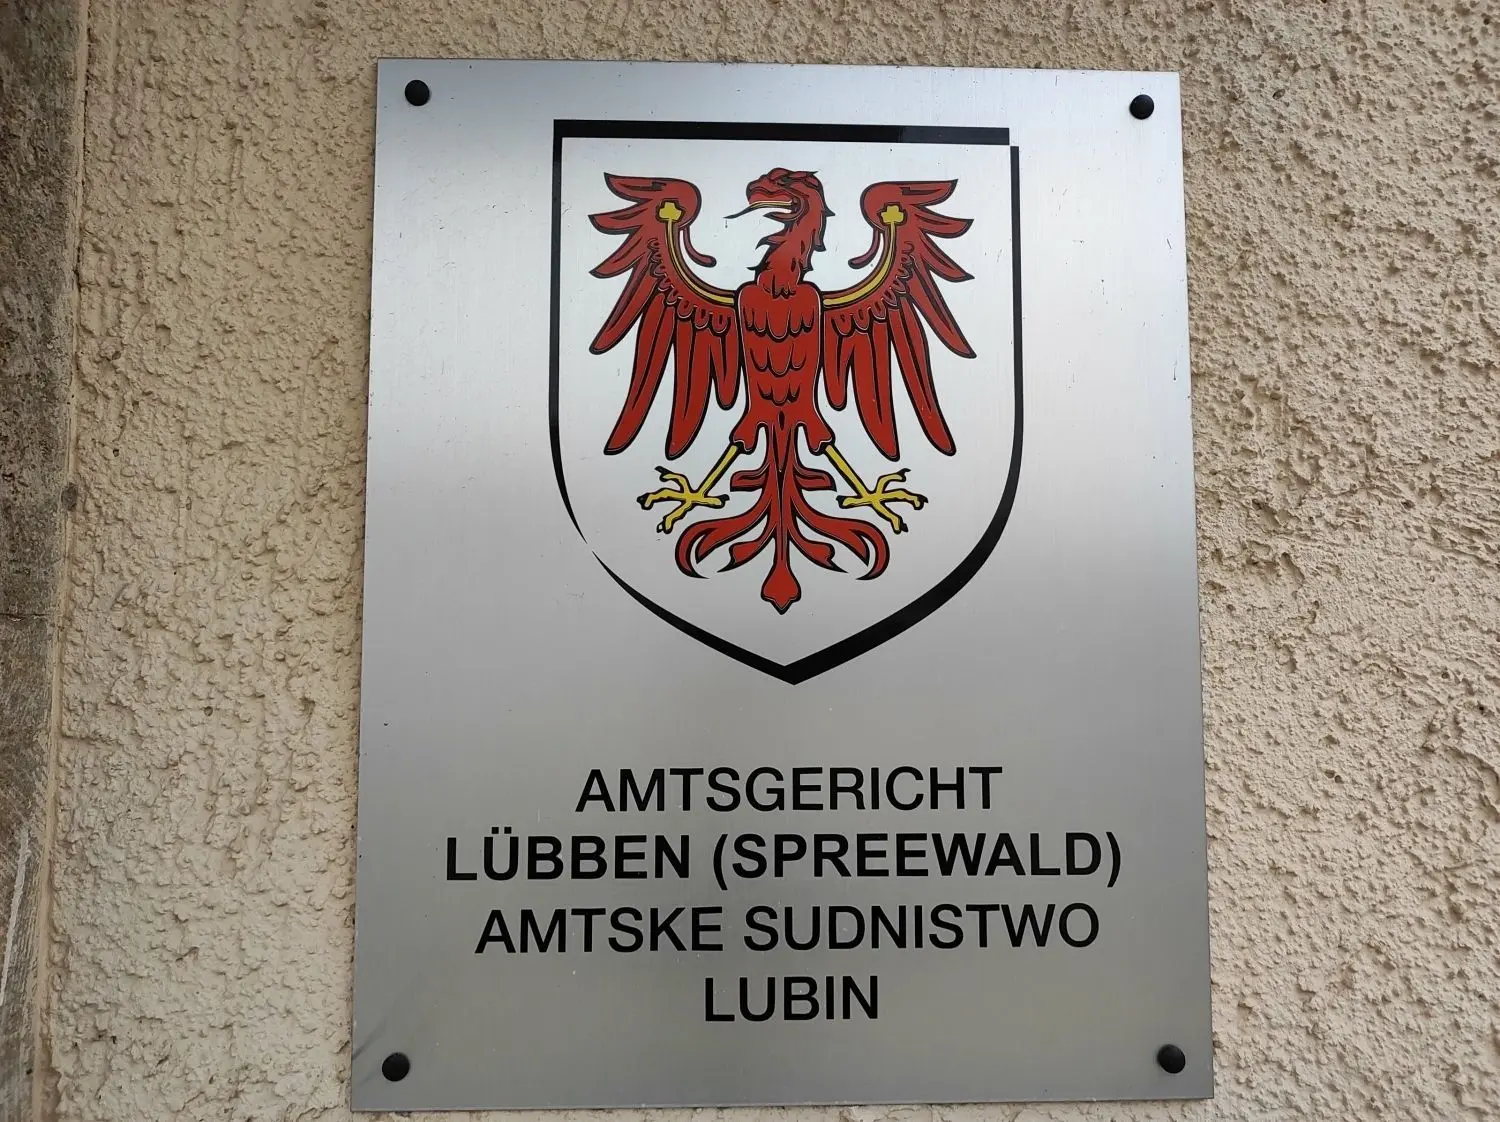 AMTSGERICHT
LÜBBEN (SPREEWALD)
AMTSKE SUDNISTWO
LUBIN